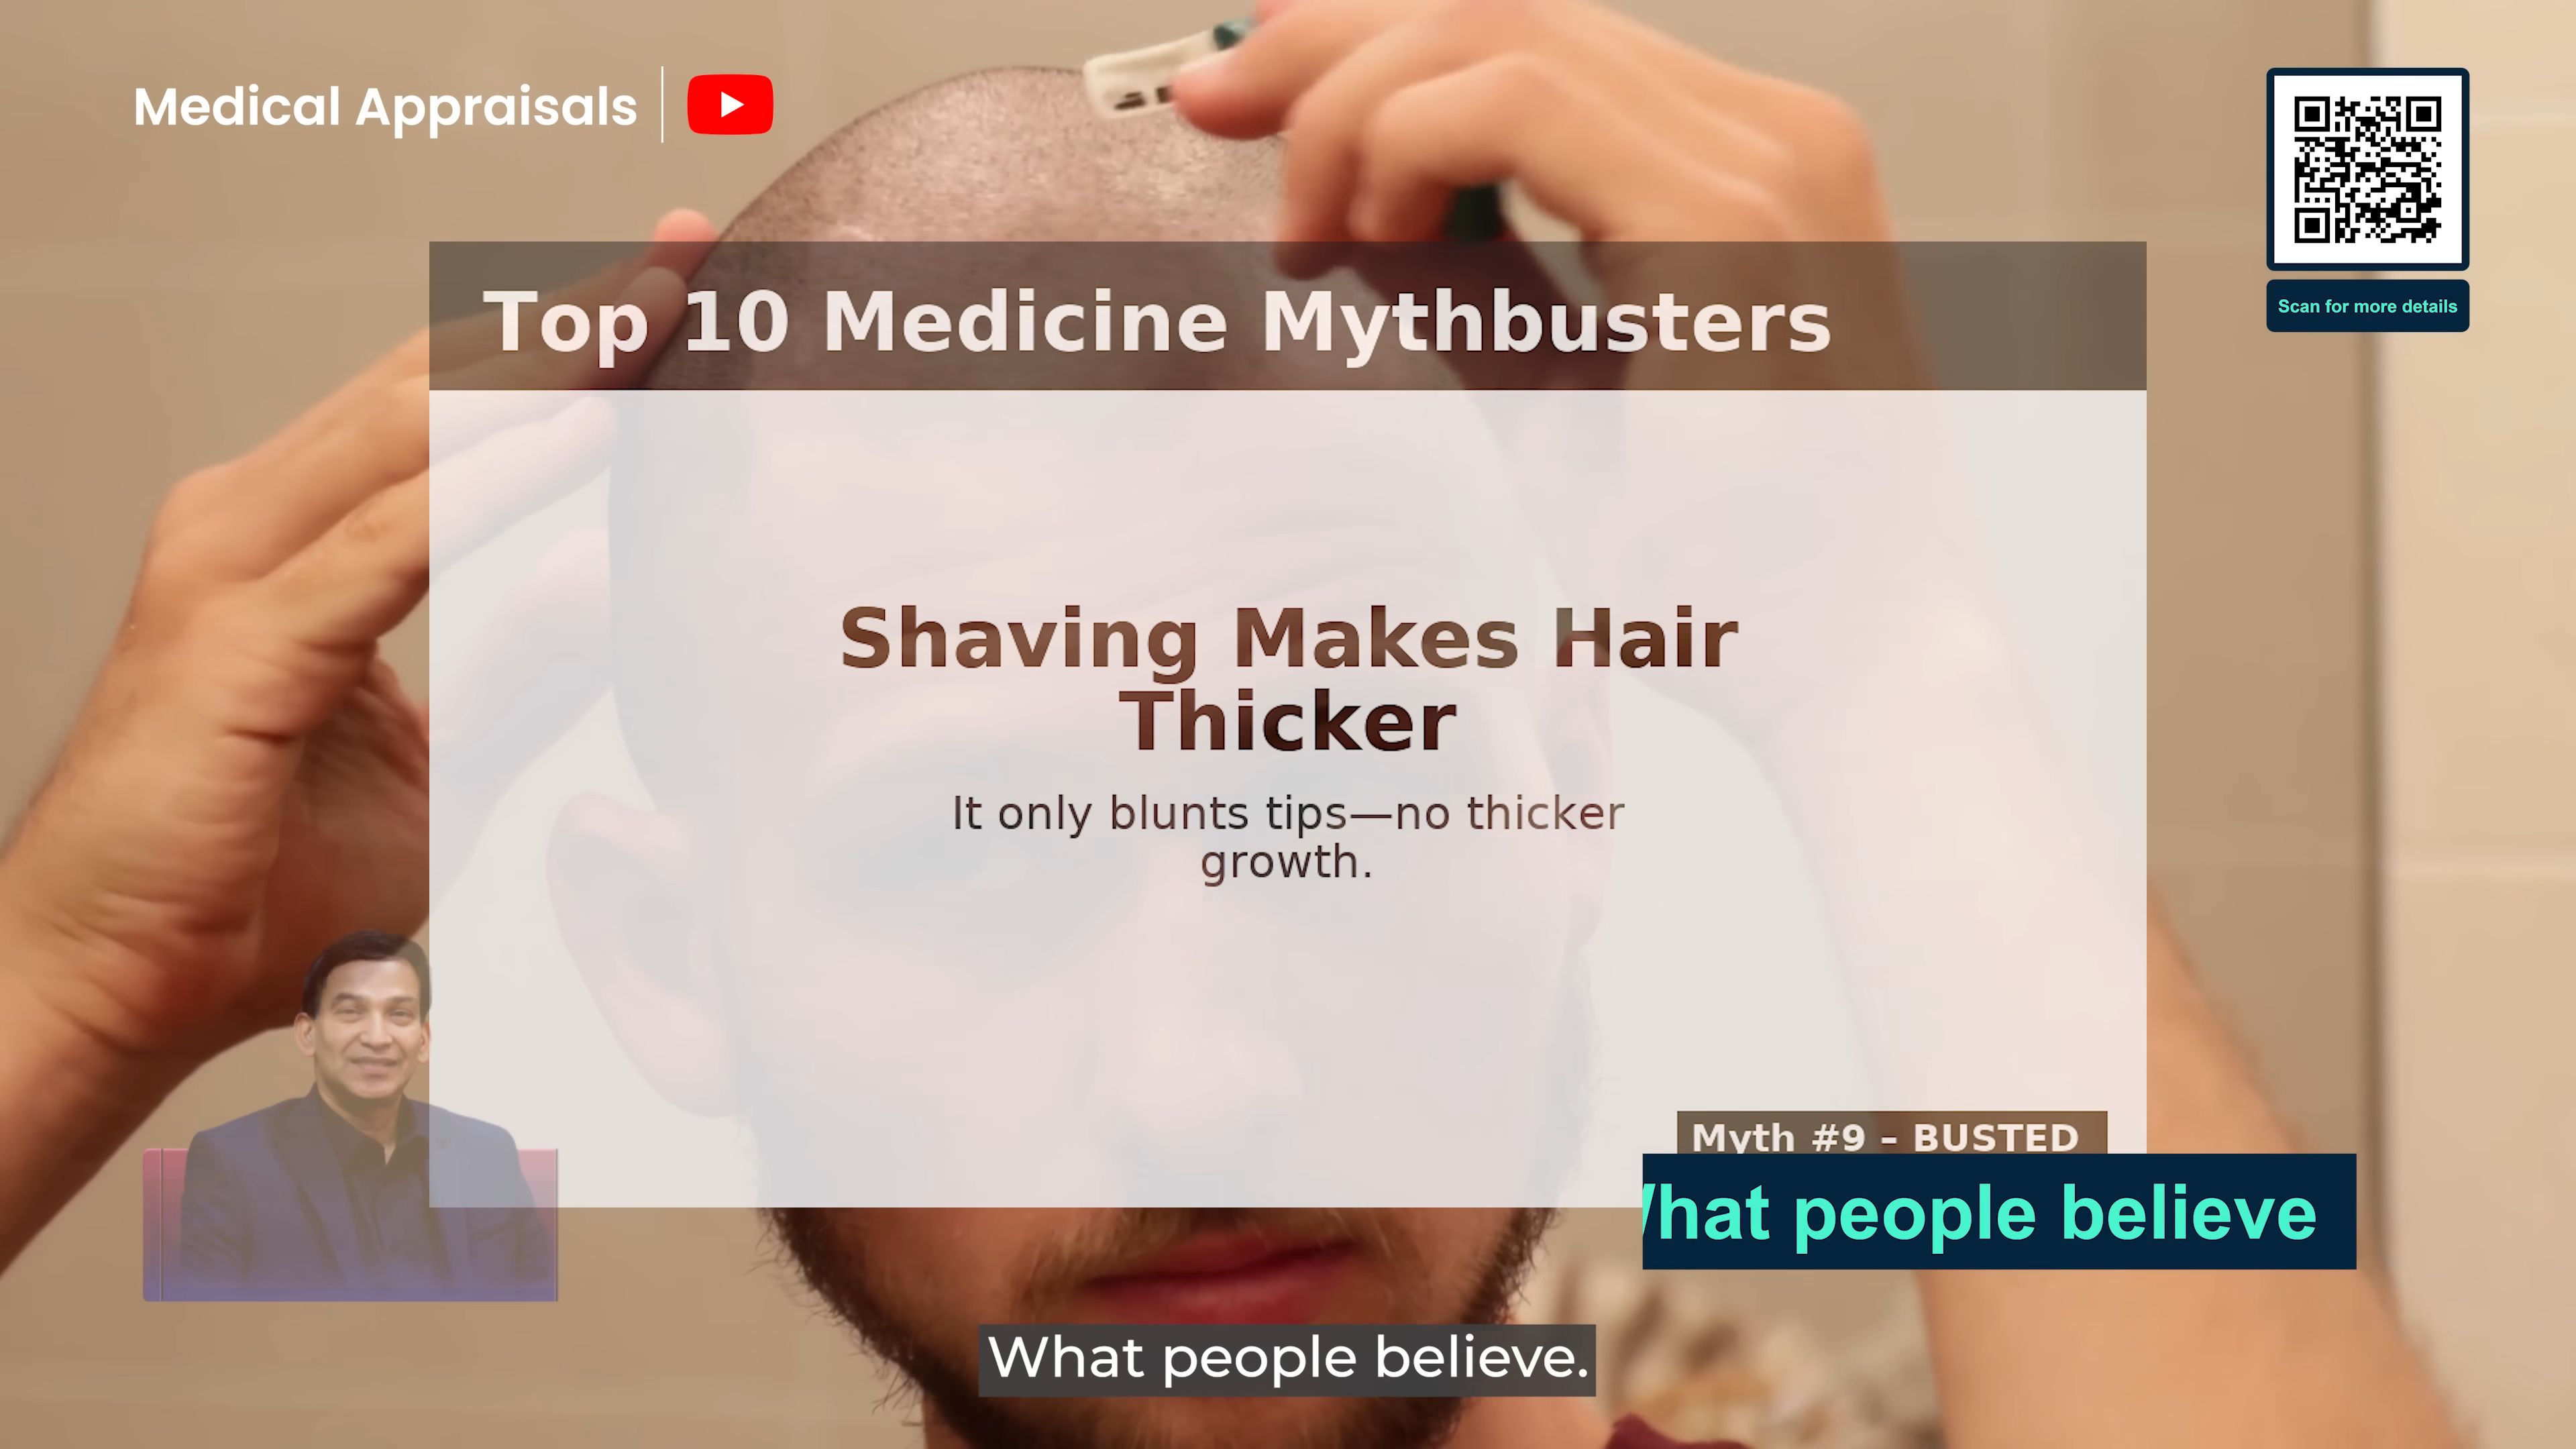 Medical Appraisals
Scan for more details
Top 10 Medicine Mythbusters
Shaving Makes Hair
Thicker
It only blunts tips—no thicker
growth.
Myth #9 – BUSTED
What people believe
What people believe.